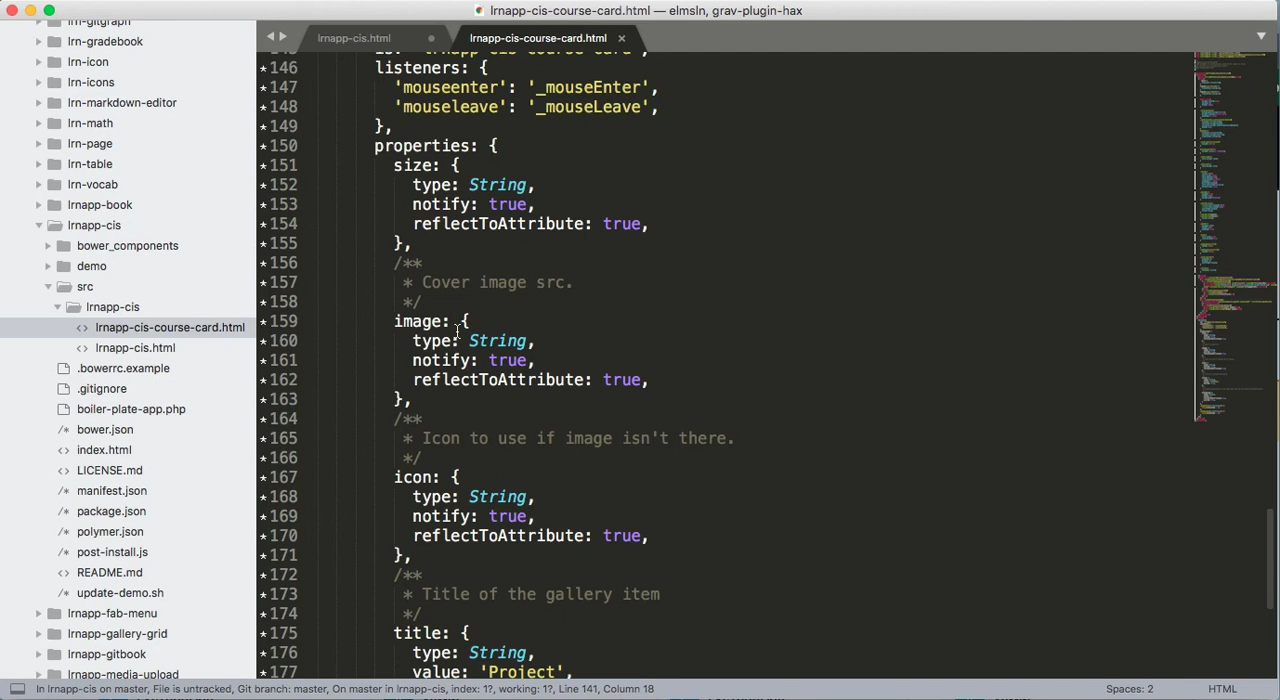 lrnapp-cis-course-card.html — elmsln, grav-plugin-hax
lrn-gitgraph
lrn-gradebook
lrn-icon
lrn-icons
lrn-markdown-editor
lrn-math
lrn-page
lrn-table
lrn-vocab
lrnapp-book
lrnapp-cis
bower_components
demo
src
lrnapp-cis
lrnapp-cis-course-card.html
lrnapp-cis.html
.bowerrc.example
.gitignore
boiler-plate-app.php
bower.json
index.html
LICENSE.md
manifest.json
package.json
polymer.json
post-install.js
README.md
update-demo.sh
lrnapp-fab-menu
lrnapp-gallery-grid
lrnapp-gitbook
lrnapp-media-upload
lrnapp-cis.html
lrnapp-cis-course-card.html
146 listeners: {
147 'mouseenter': '_mouseEnter',
148 'mouseleave': '_mouseLeave',
149 },
150 properties: {
151 size: {
152 type: String,
153 notify: true,
154 reflectToAttribute: true,
155 },
156 /**
157 * Cover image src.
158 */
159 image: {
160 type: String,
161 notify: true,
162 reflectToAttribute: true,
163 },
164 /**
165 * Icon to use if image isn't there.
166 */
167 icon: {
168 type: String,
169 notify: true,
170 reflectToAttribute: true,
171 },
172 /**
173 * Title of the gallery item
174 */
175 title: {
176 type: String,
177 value: 'Project',
In lrnapp-cis on master, File is untracked, Git branch: master, On master in lrnapp-cis, index: 1?, working: 1?, Line 141, Column 18
Spaces: 2
HTML